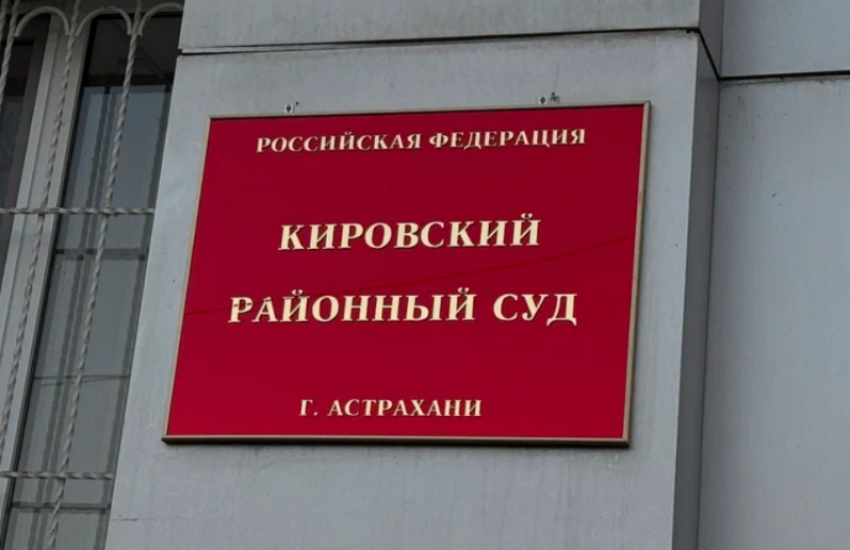 РОССИЙСКАЯ ФЕДЕРАЦИЯ
КИРОВСКИЙ
РАЙОННЫЙ СУД
Г. АСТРАХАНИ